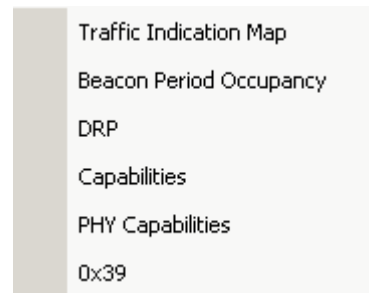 Traffic Indication Map
Beacon Period Occupancy
DRP
Capabilities
PHY Capabilities
0x39